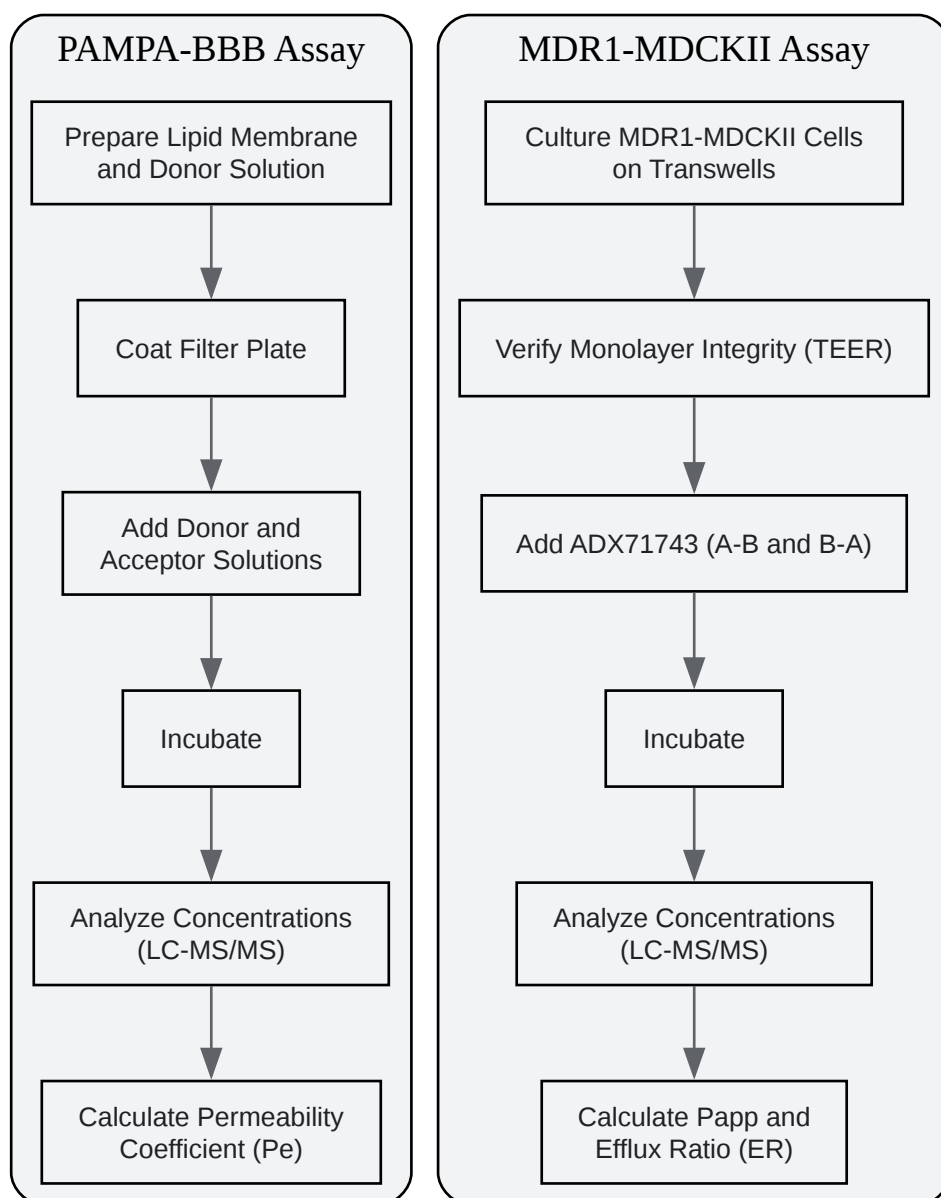 PAMPA-BBB Assay
Prepare Lipid Membrane
and Donor Solution
Coat Filter Plate
Add Donor and
Acceptor Solutions
Incubate
Analyze Concentrations
(LC-MS/MS)
Calculate Permeability
Coefficient (Pe)
MDR1-MDCKII Assay
Culture MDR1-MDCKII Cells
on Transwells
Verify Monolayer Integrity (TEER)
Add ADX71743 (A-B and B-A)
Incubate
Analyze Concentrations
(LC-MS/MS)
Calculate Papp and
Efflux Ratio (ER)